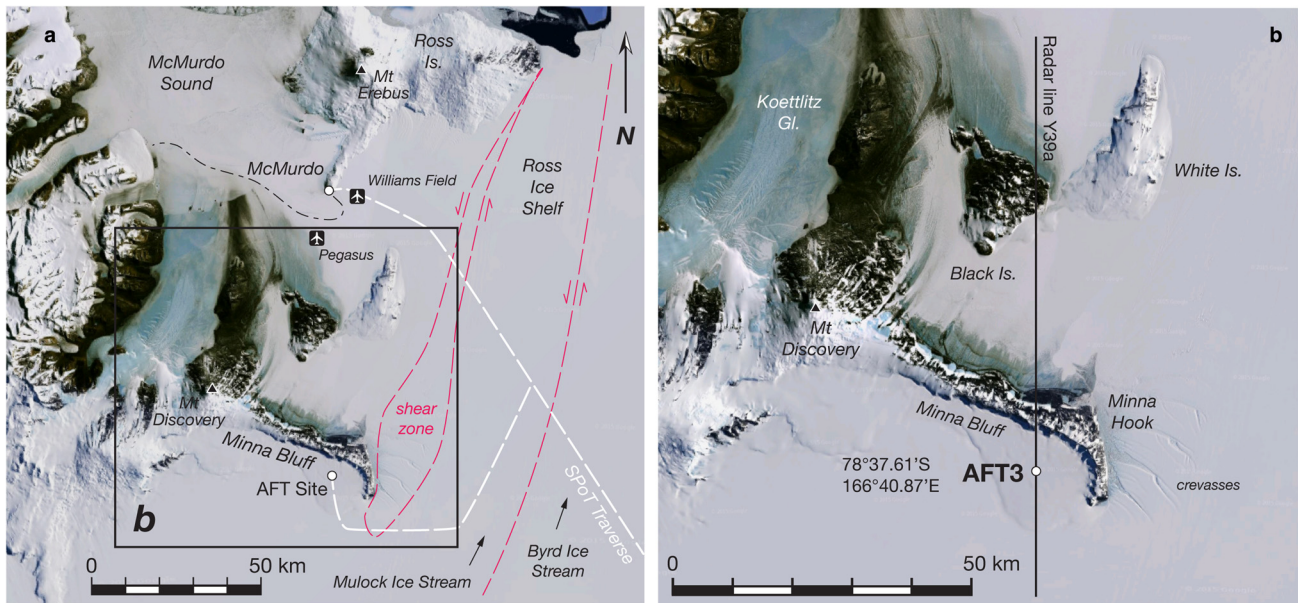 a
McMurdo
Sound
Ross
Is.
Mt
Erebus
N
McMurdo
Williams Field
Ross
Ice
Shelf
Pegasus
Mt
Discovery
Minna Bluff
shear
zone
AFT Site
b
SPoT Traverse
Byrd Ice
Stream
Mulock Ice Stream
0 50 km
b
Koettlitz
Gl.
Radar line Y39a
White Is.
Black Is.
Mt
Discovery
Minna Bluff
Minna
Hook
78°37.61'S
166°40.87'E
AFT3
crevasses
0 50 km